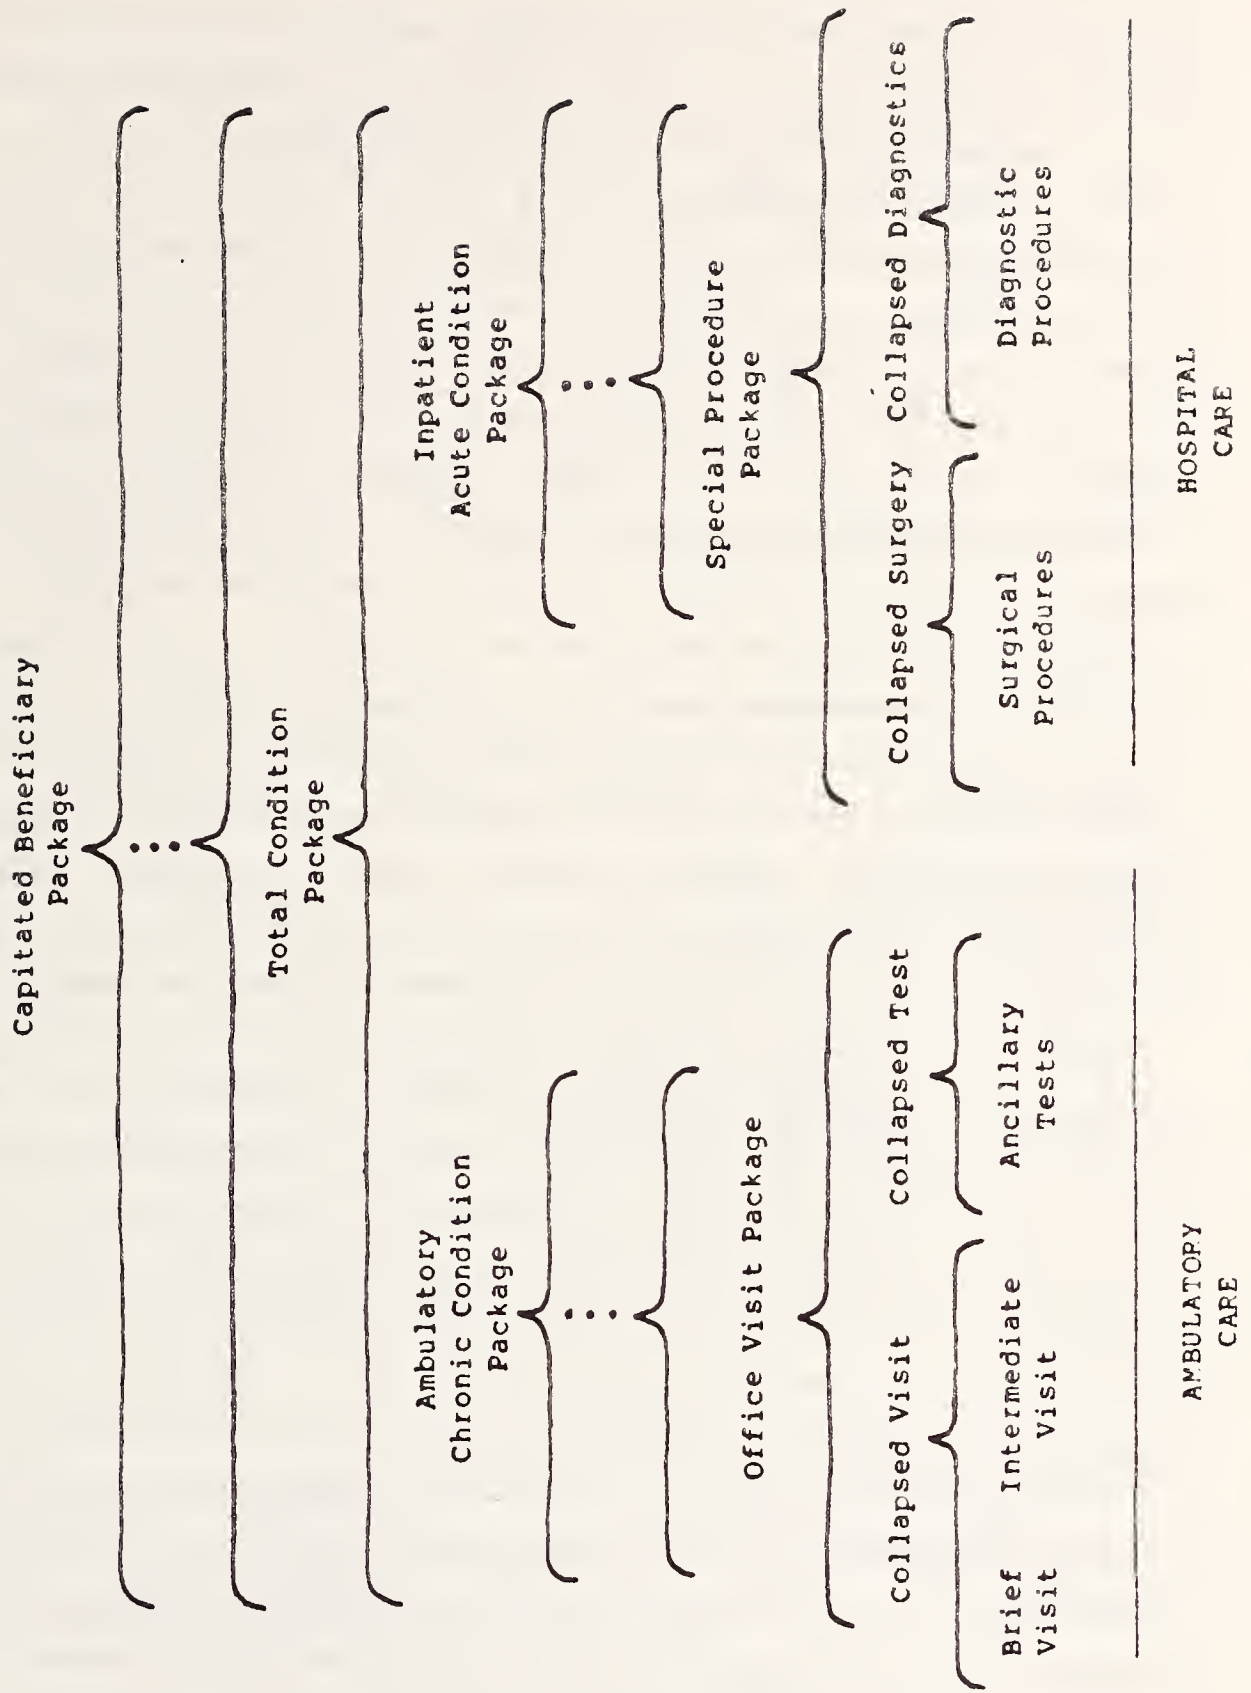 Capitated Beneficiary
Package
Total Condition
Package
Ambulatory
Chronic Condition
Package
Inpatient
Acute Condition
Package
Office Visit Package
Special Procedure
Package
Collapsed Visit
Collapsed Test
Collapsed Surgery
Collapsed Diagnostics
Brief
Visit
Intermediate
Visit
Ancillary
Tests
Surgical
Procedures
Diagnostic
Procedures
AMBULATORY
CARE
HOSPITAL
CARE